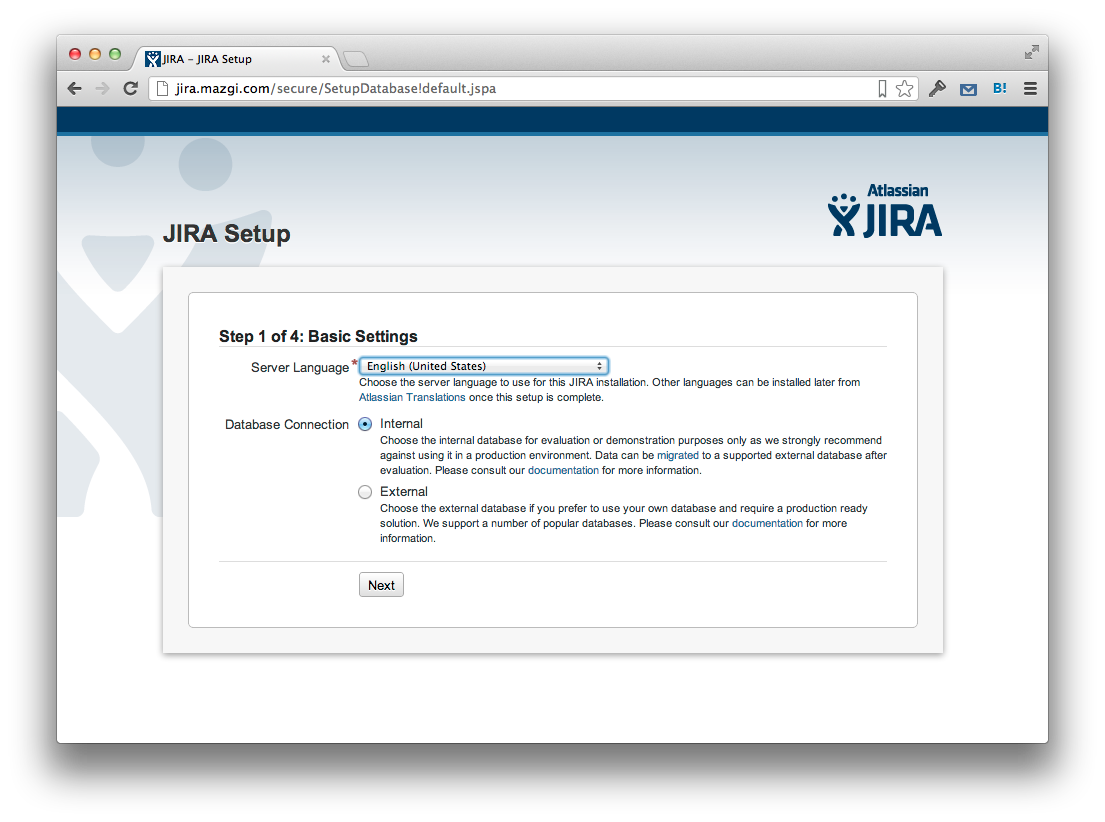 JIRA – JIRA Setup
jira.mazgi.com/secure/SetupDatabase!default.jspa
B!
Atlassian
JIRA
JIRA Setup
Step 1 of 4: Basic Settings
Server Language* English (United States)
Choose the server language to use for this JIRA installation. Other languages can be installed later from
Atlassian Translations once this setup is complete.
Database Connection Internal
Choose the internal database for evaluation or demonstration purposes only as we strongly recommend
against using it in a production environment. Data can be migrated to a supported external database after
evaluation. Please consult our documentation for more information.
External
Choose the external database if you prefer to use your own database and require a production ready
solution. We support a number of popular databases. Please consult our documentation for more
information.
Next